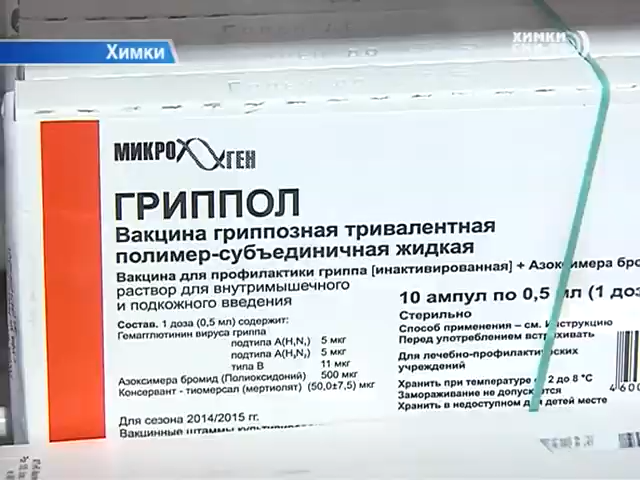 Химки
ХИМКИ
МИКРОГЕН
ГРИППОЛ
Вакцина гриппозная тривалентная
полимер-субъединичная жидкая
Вакцина для профилактики гриппа [инактивированная] + Азоксимера бро
раствор для внутримышечного
и подкожного введения
10 ампул по 0,5 мл (1 доз
Стерильно
Состав. 1 доза (0,5 мл) содержит:
Гемагглютинин вируса гриппа
подтипа A(H,N,) 5 мкг
подтипа A(H,N,) 5 мкг
типа B 11 мкг
Азоксимера бромид (Полиоксидоний) 500 мкг
Консервант - тиомерсал (мертиолят) (50,0±7,5) мкг
Способ применения – см. Инструкцию
Перед употреблением встряхивать
Для лечебно-профилактических
учреждений
Хранить при температуре от 2 до 8 °C
Замораживание не допускается
Хранить в недоступном для детей месте
4600
Для сезона 2014/2015 гг.
Вакцинные штаммы